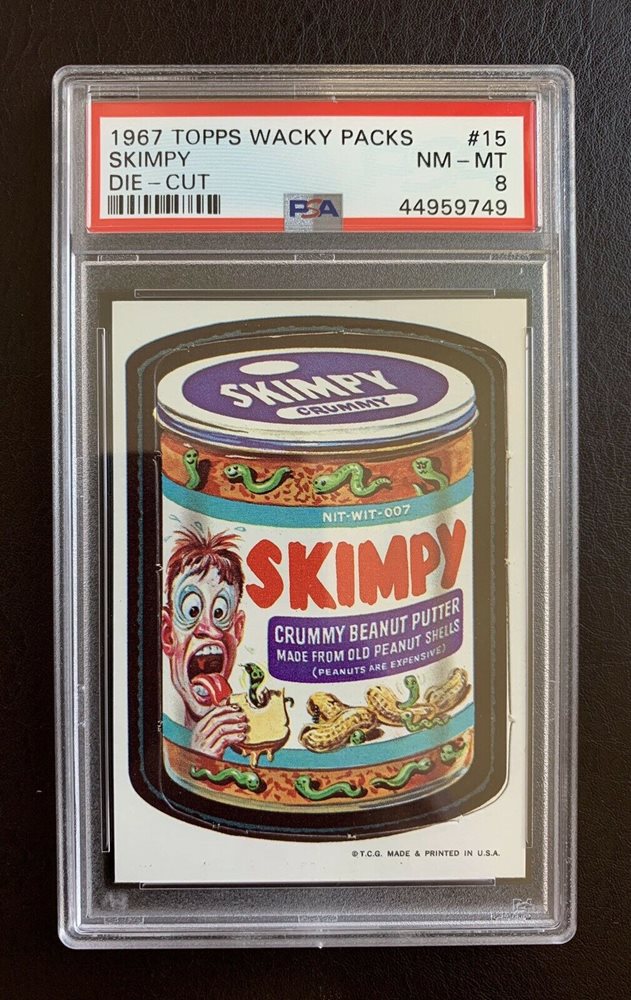 1967 TOPPS WACKY PACKS #15
SKIMPY NM – MT
DIE – CUT 8
PSA 44959749
SKIMPY
CRUMMY
NIT-WIT-007
SKIMPY
CRUMMY BEANUT PUTTER
MADE FROM OLD PEANUT SHELLS
(PEANUTS ARE EXPENSIVE)
© T.C.G. MADE & PRINTED IN U.S.A.